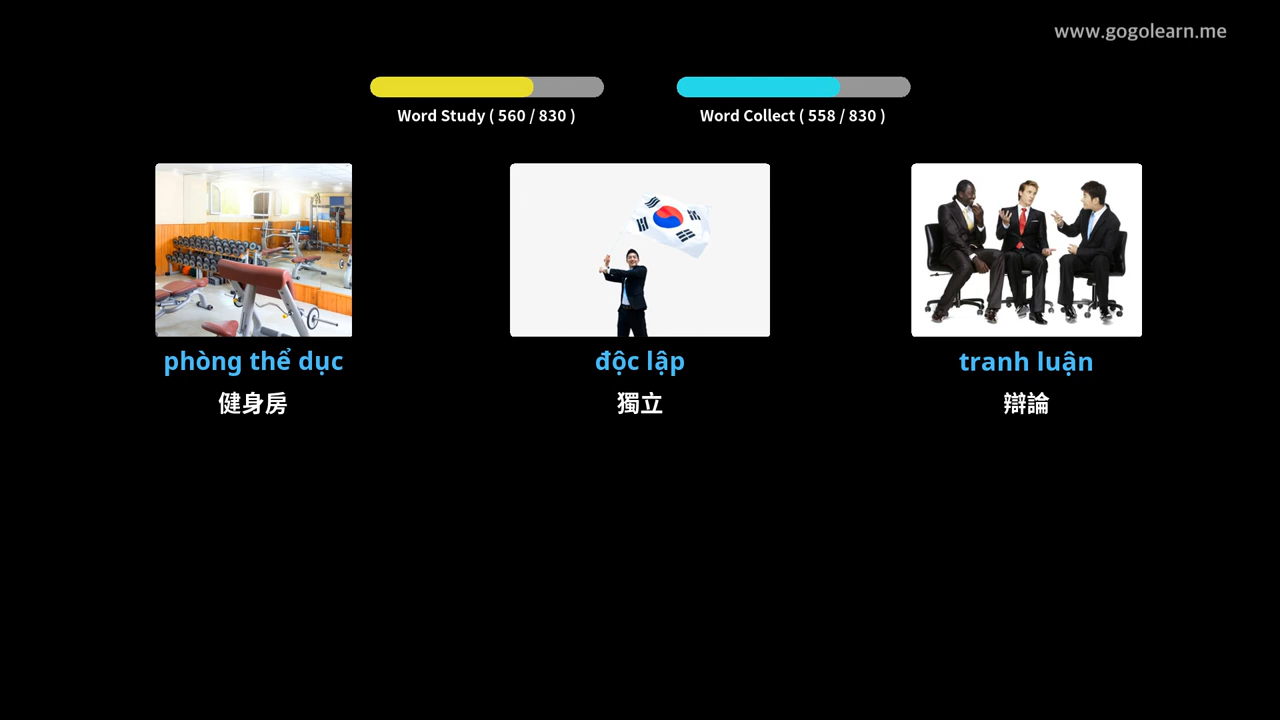 www.gogolearn.me
Word Study ( 560 / 830 )
Word Collect ( 558 / 830 )
phòng thể dục
健身房
độc lập
獨立
tranh luận
辯論